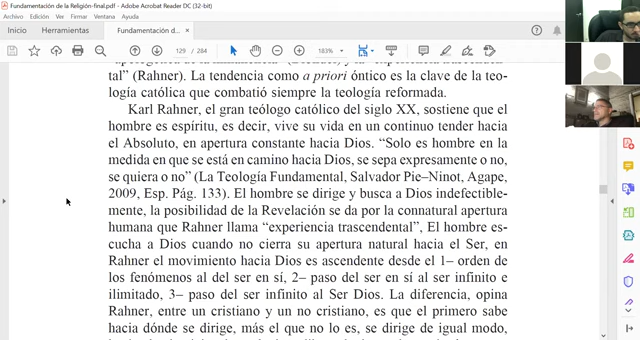 Fundamentación de la Religión-final.pdf - Adobe Acrobat Reader DC (32-bit)
Archivo Edición Ver Firmar Ventana Ayuda
Inicio Herramientas Fundamentación d... ×
129 / 284 183%
tal” (Rahner). La tendencia como a priori óntico es la clave de la teo-
logía católica que combatió siempre la teología reformada.
Karl Rahner, el gran teólogo católico del siglo XX, sostiene que el
hombre es espíritu, es decir, vive su vida en un continuo tender hacia
el Absoluto, en apertura constante hacia Dios. “Solo es hombre en la
medida en que se está en camino hacia Dios, se sepa expresamente o no,
se quiera o no” (La Teología Fundamental, Salvador Pie–Ninot, Agape,
2009, Esp. Pág. 133). El hombre se dirige y busca a Dios indefectible-
mente, la posibilidad de la Revelación se da por la connatural apertura
humana que Rahner llama “experiencia trascendental”, El hombre es-
cucha a Dios cuando no cierra su apertura natural hacia el Ser, en
Rahner el movimiento hacia Dios es ascendente desde el 1– orden de
los fenómenos al del ser en sí, 2– paso del ser en sí al ser infinito e
ilimitado, 3– paso del ser infinito al Ser Dios. La diferencia, opina
Rahner, entre un cristiano y un no cristiano, es que el primero sabe
hacia dónde se dirige, más el que no lo es, se dirige de igual modo,